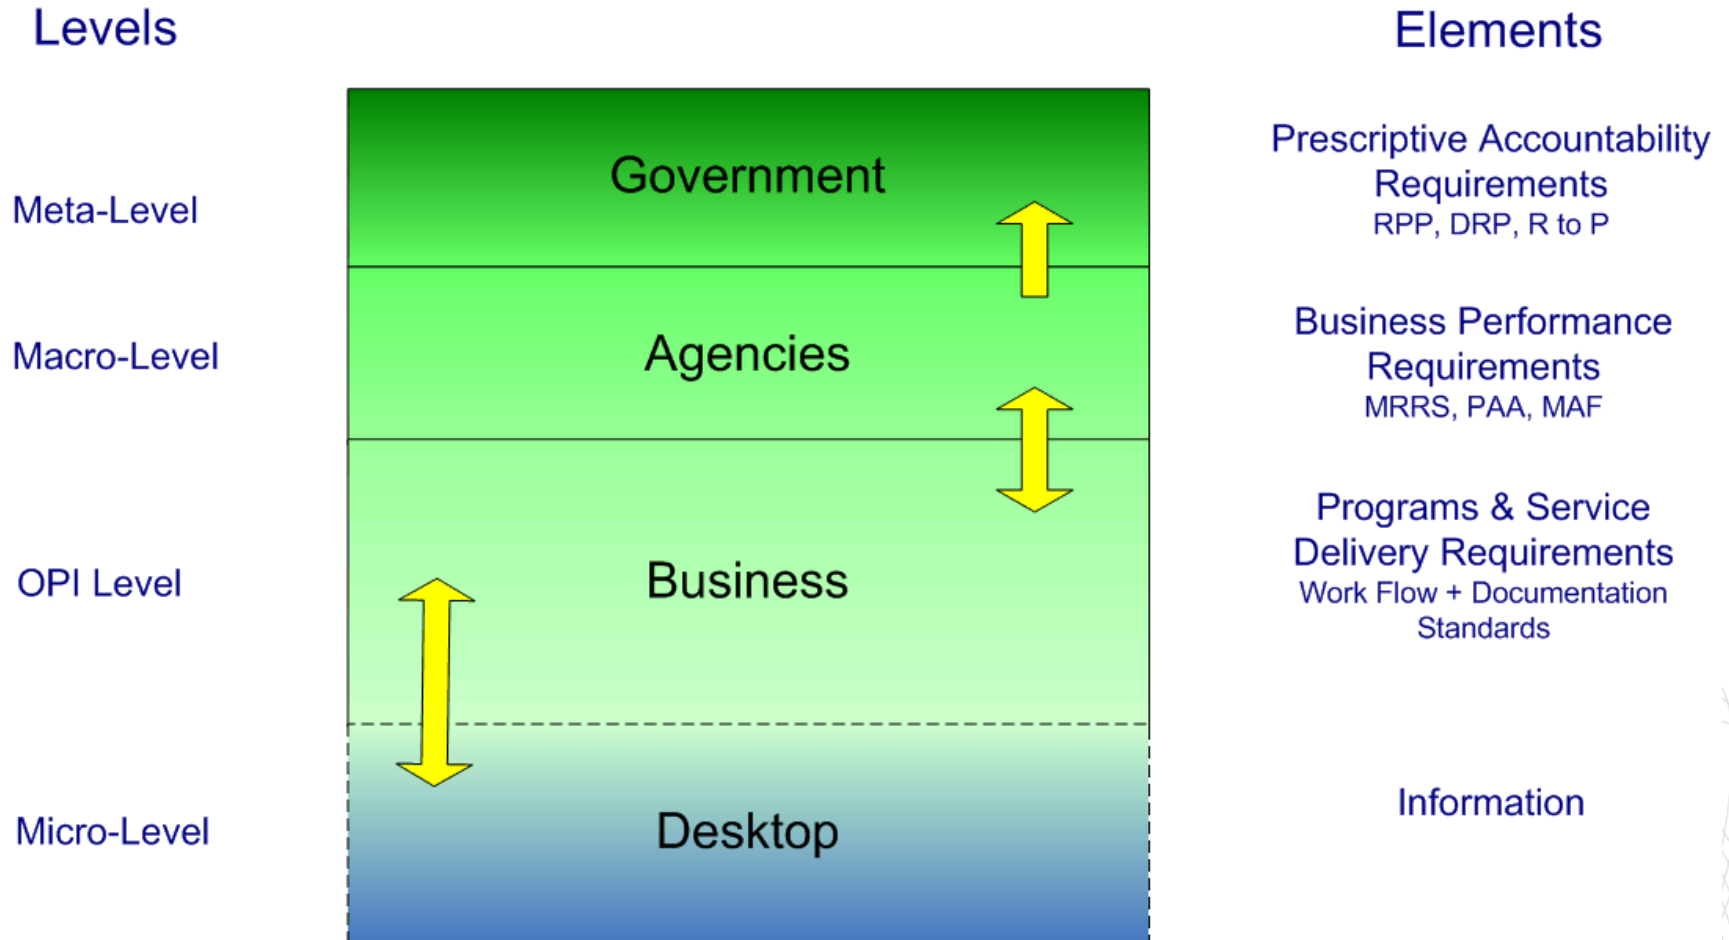 Levels
Elements
Government
Meta-Level
Prescriptive Accountability
Requirements
RPP, DRP, R to P
Agencies
Macro-Level
Business Performance
Requirements
MRRS, PAA, MAF
Business
OPI Level
Programs & Service
Delivery Requirements
Work Flow + Documentation
Standards
Desktop
Micro-Level
Information